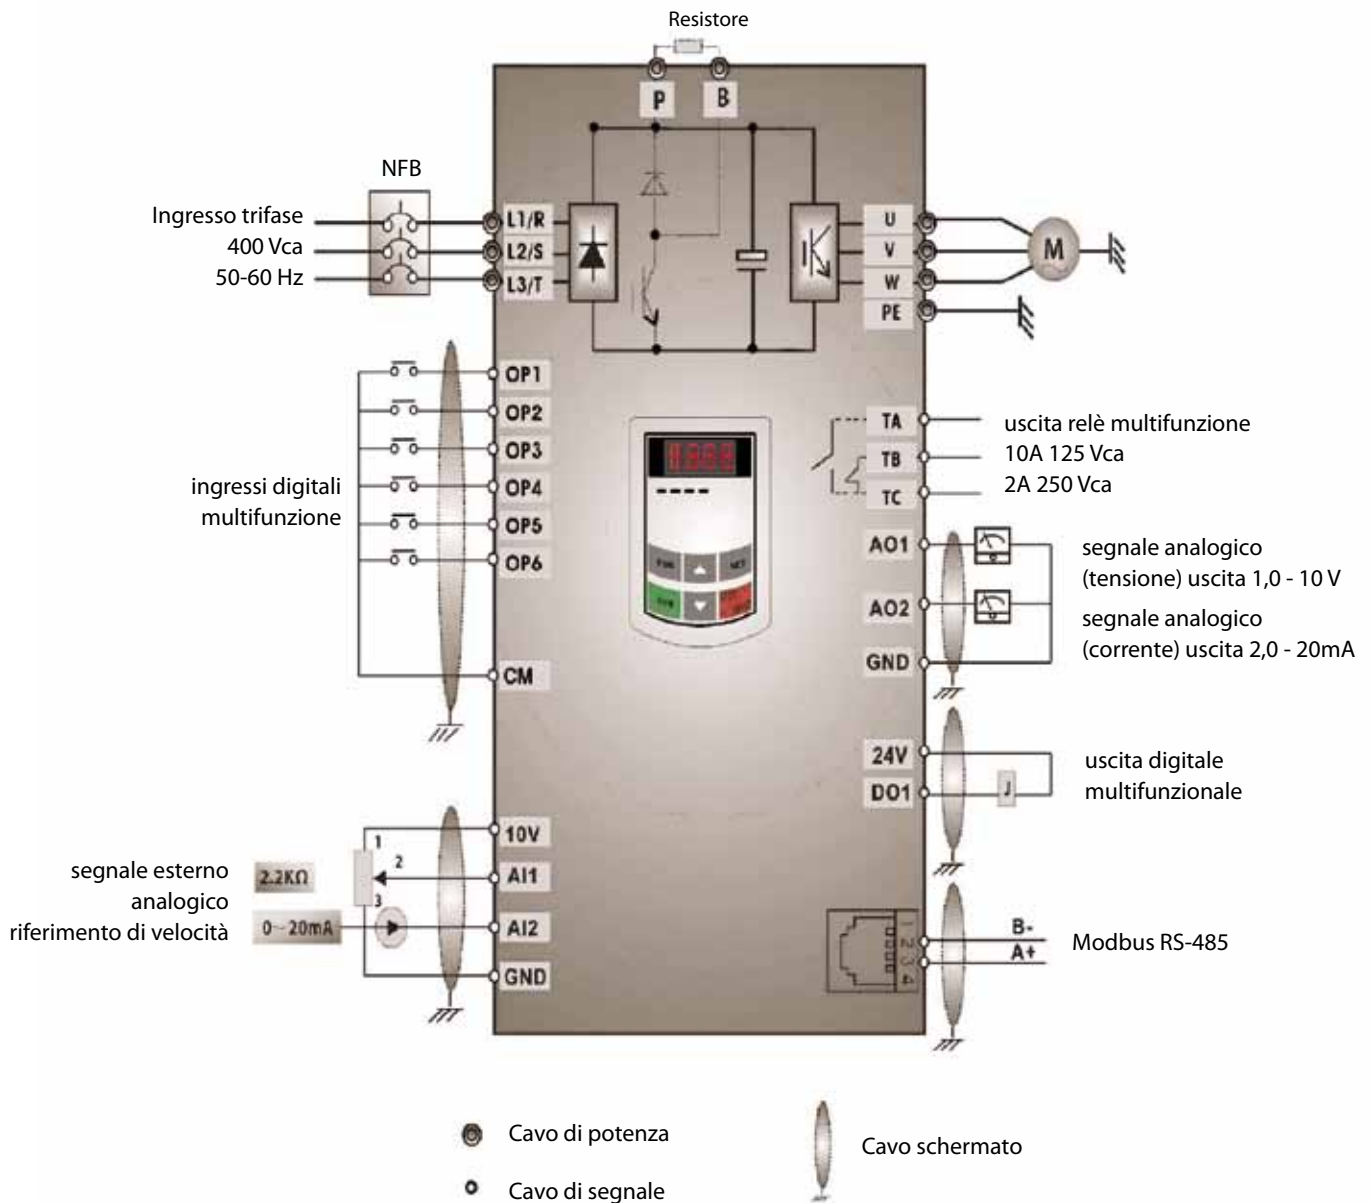 Resistore
P B
NFB
Ingresso trifase
400 Vca
50-60 Hz
L1/R
L2/S
L3/T
U
V
W
PE
M
ingressi digitali
multifunzione
OP1
OP2
OP3
OP4
OP5
OP6
CM
TA
TB
TC
uscita relè multifunzione
10A 125 Vca
2A 250 Vca
AO1
AO2
GND
segnale analogico
(tensione) uscita 1,0 - 10 V
segnale analogico
(corrente) uscita 2,0 - 20mA
24V
DO1
J
uscita digitale
multifunzionale
segnale esterno
analogico
riferimento di velocità
2.2KΩ
0~20mA
1
2
3
10V
AI1
AI2
GND
1
2
3
4
B-
A+
Modbus RS-485
Cavo di potenza
Cavo di segnale
Cavo schermato